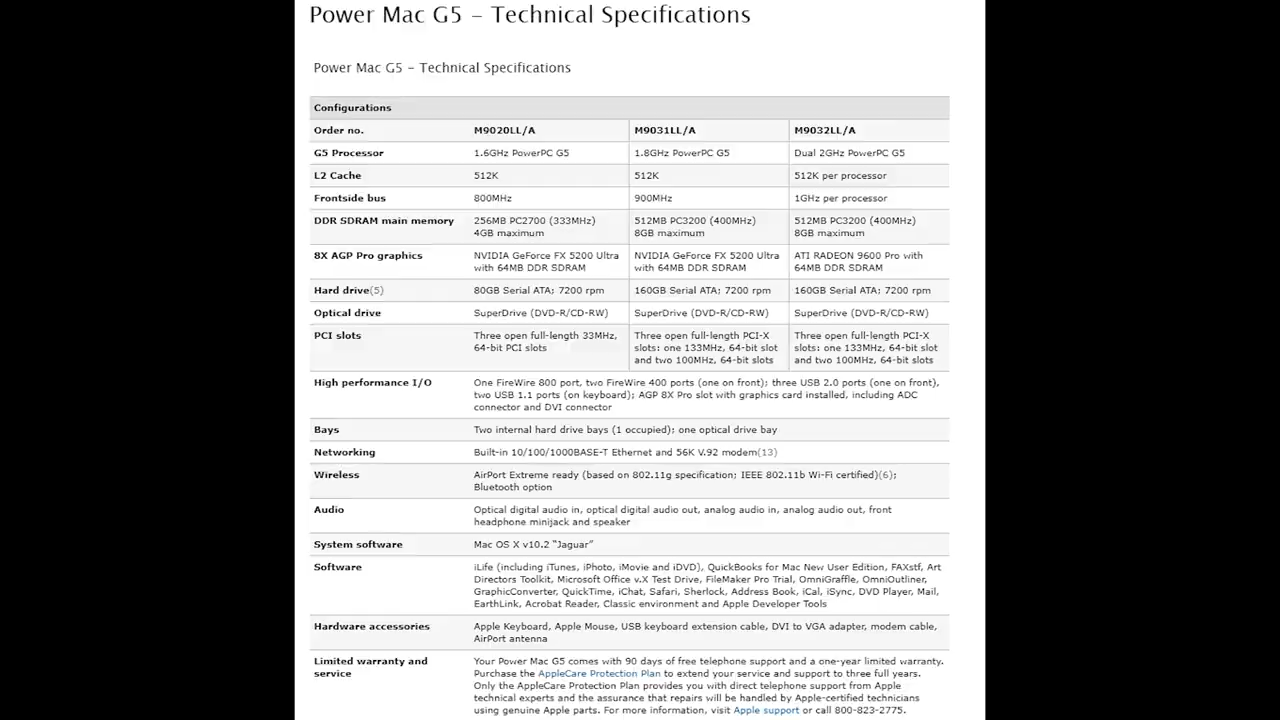 Power Mac G5 – Technical Specifications
Power Mac G5 – Technical Specifications
Configurations
Order no. M9020LL/A M9031LL/A M9032LL/A
G5 Processor 1.6GHz PowerPC G5 1.8GHz PowerPC G5 Dual 2GHz PowerPC G5
L2 Cache 512K 512K 512K per processor
Frontside bus 800MHz 900MHz 1GHz per processor
DDR SDRAM main memory 256MB PC2700 (333MHz) 512MB PC3200 (400MHz) 512MB PC3200 (400MHz)
4GB maximum 8GB maximum 8GB maximum
8X AGP Pro graphics NVIDIA GeForce FX 5200 Ultra NVIDIA GeForce FX 5200 Ultra ATI RADEON 9600 Pro with
with 64MB DDR SDRAM with 64MB DDR SDRAM 64MB DDR SDRAM
Hard drive(5) 80GB Serial ATA; 7200 rpm 160GB Serial ATA; 7200 rpm 160GB Serial ATA; 7200 rpm
Optical drive SuperDrive (DVD-R/CD-RW) SuperDrive (DVD-R/CD-RW) SuperDrive (DVD-R/CD-RW)
PCI slots Three open full-length 33MHz, Three open full-length PCI-X Three open full-length PCI-X
64-bit PCI slots slots: one 133MHz, 64-bit slot slots: one 133MHz, 64-bit slot
and two 100MHz, 64-bit slots and two 100MHz, 64-bit slots
High performance I/O One FireWire 800 port, two FireWire 400 ports (one on front); three USB 2.0 ports (one on front),
two USB 1.1 ports (on keyboard); AGP 8X Pro slot with graphics card installed, including ADC
connector and DVI connector
Bays Two internal hard drive bays (1 occupied); one optical drive bay
Networking Built-in 10/100/1000BASE-T Ethernet and 56K V.92 modem(13)
Wireless AirPort Extreme ready (based on 802.11g specification; IEEE 802.11b Wi-Fi certified)(6);
Bluetooth option
Audio Optical digital audio in, optical digital audio out, analog audio in, analog audio out, front
headphone minijack and speaker
System software Mac OS X v10.2 “Jaguar”
Software iLife (including iTunes, iPhoto, iMovie and iDVD), QuickBooks for Mac New User Edition, FAXstf, Art
Directors Toolkit, Microsoft Office v.X Test Drive, FileMaker Pro Trial, OmniGraffle, OmniOutliner,
GraphicConverter, QuickTime, iChat, Safari, Sherlock, Address Book, iCal, iSync, DVD Player, Mail,
EarthLink, Acrobat Reader, Classic environment and Apple Developer Tools
Hardware accessories Apple Keyboard, Apple Mouse, USB keyboard extension cable, DVI to VGA adapter, modem cable,
AirPort antenna
Limited warranty and Your Power Mac G5 comes with 90 days of free telephone support and a one-year limited warranty.
service Purchase the AppleCare Protection Plan to extend your service and support to three full years.
Only the AppleCare Protection Plan provides you with direct telephone support from Apple
technical experts and the assurance that repairs will be handled by Apple-certified technicians
using genuine Apple parts. For more information, visit Apple support or call 800-823-2775.